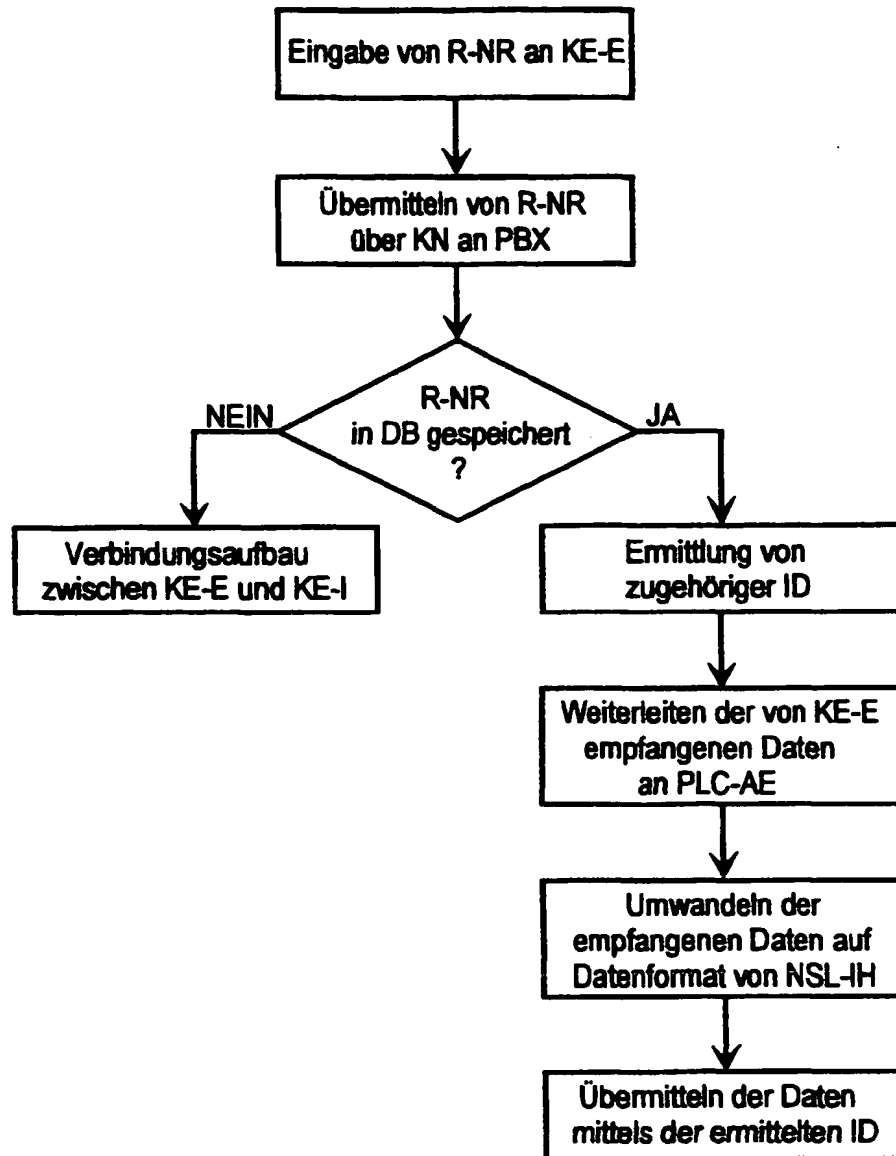 Eingabe von R-NR an KE-E
Übermitteln von R-NR
über KN an PBX
R-NR
in DB gespeichert
?
NEIN
JA
Verbindungsaufbau
zwischen KE-E und KE-I
Ermittlung von
zugehöriger ID
Weiterleiten der von KE-E
empfangenen Daten
an PLC-AE
Umwandeln der
empfangenen Daten auf
Datenformat von NSL-IH
Übermitteln der Daten
mittels der ermittelten ID